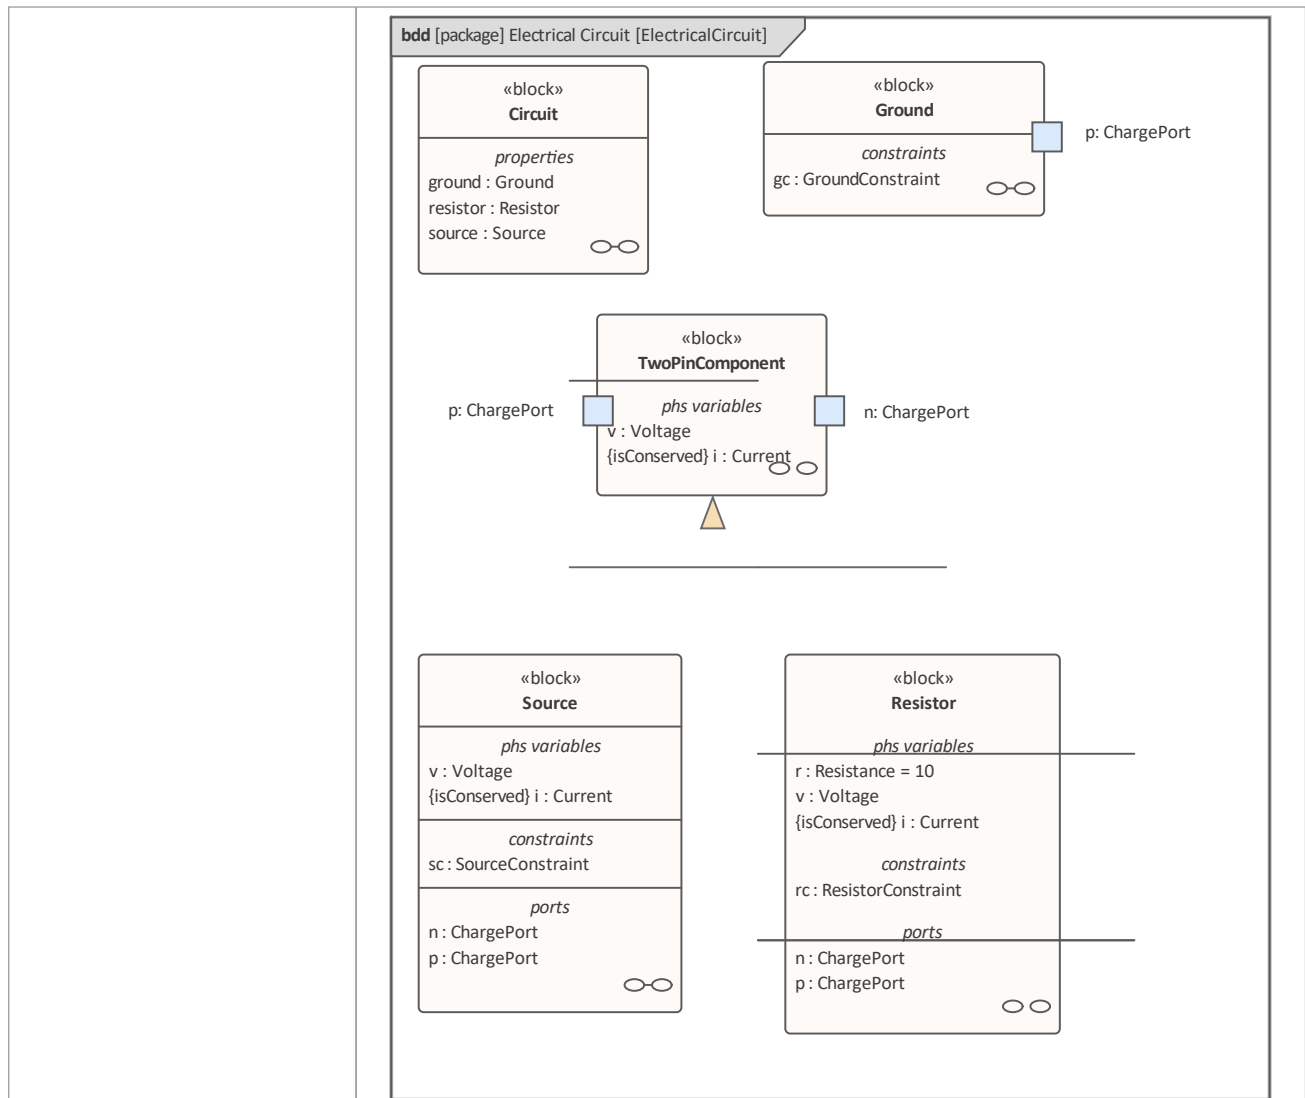 bdd [package] Electrical Circuit [ElectricalCircuit]
«block»
Circuit
properties
ground : Ground
resistor : Resistor
source : Source
«block»
Ground
constraints
gc : GroundConstraint
p: ChargePort
«block»
TwoPinComponent
p: ChargePort
phs variables
v : Voltage
{isConserved} i : Current
n: ChargePort
«block»
Source
phs variables
v : Voltage
{isConserved} i : Current
constraints
sc : SourceConstraint
ports
n : ChargePort
p : ChargePort
«block»
Resistor
phs variables
r : Resistance = 10
v : Voltage
{isConserved} i : Current
constraints
rc : ResistorConstraint
ports
n : ChargePort
p : ChargePort